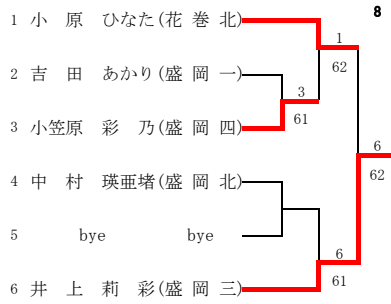 8
1 小 原 ひなた(花 巻 北)
1
62
2 吉 田 あかり(盛 岡 一)
3
61
3 小笠原 彩 乃(盛 岡 四)
6
62
4 中 村 瑛亜堵(盛 岡 北)
5 bye bye
6
61
6 井 上 莉 彩(盛 岡 三)